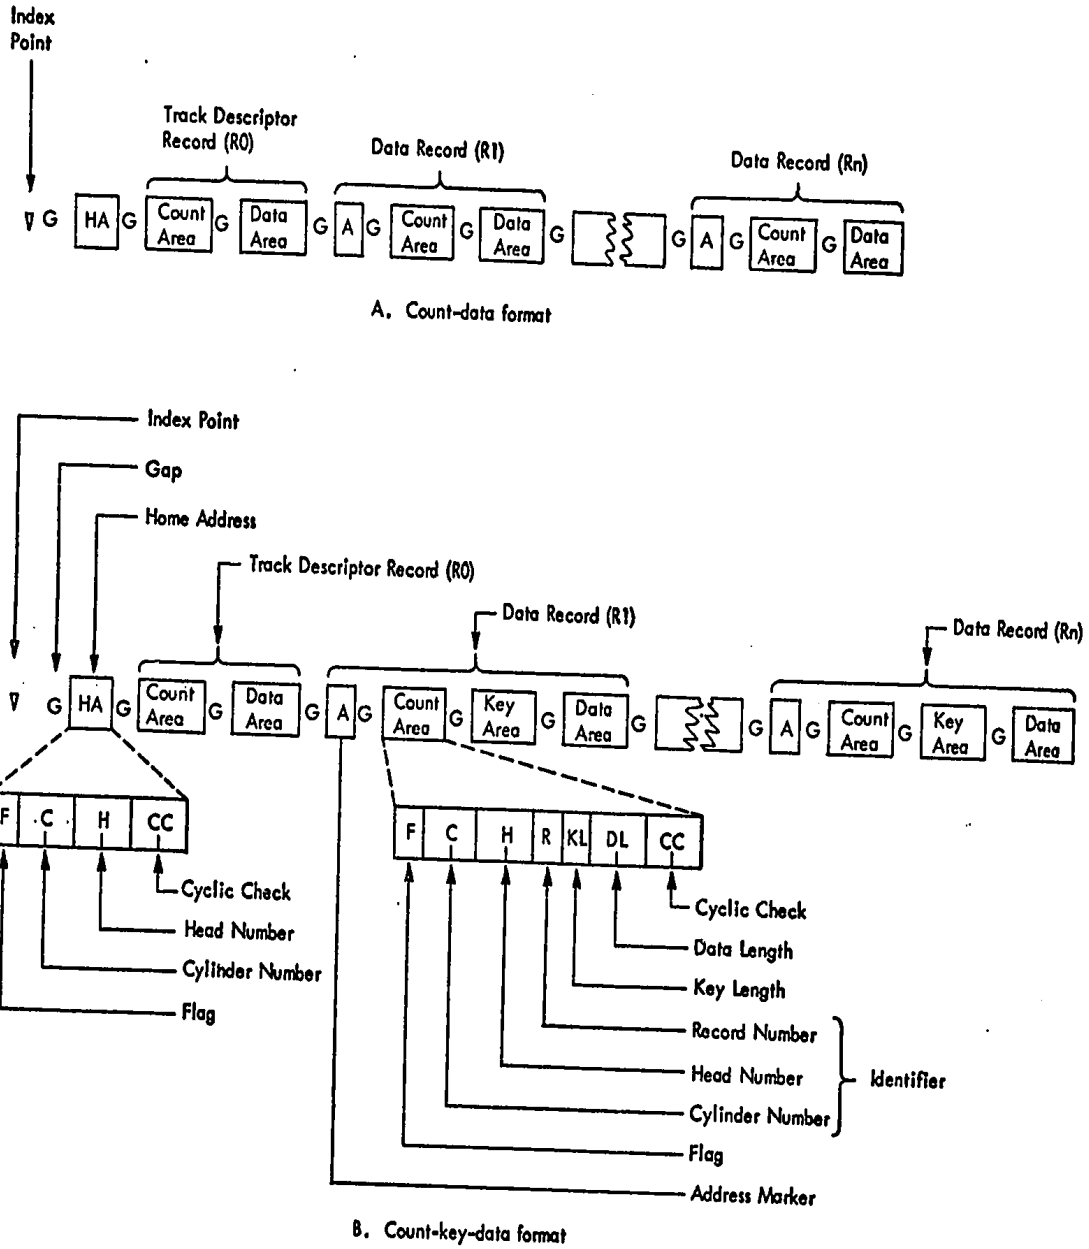 Index
Point
Track Descriptor
Record (R0)
Data Record (R1)
Data Record (Rn)
G HA G Count Area G Data Area G A G Count Area G Data Area G G A G Count Area G Data Area
A. Count-data format
Index Point
Gap
Home Address
Track Descriptor Record (R0)
Data Record (R1)
Data Record (Rn)
G HA G Count Area G Data Area G A G Count Area G Key Area G Data Area G G A G Count Area G Key Area G Data Area
F C H CC
F C H R KL DL CC
Cyclic Check
Head Number
Cylinder Number
Flag
Cyclic Check
Data Length
Key Length
Record Number
Head Number
Cylinder Number
Identifier
Flag
Address Marker
B. Count-key-data format